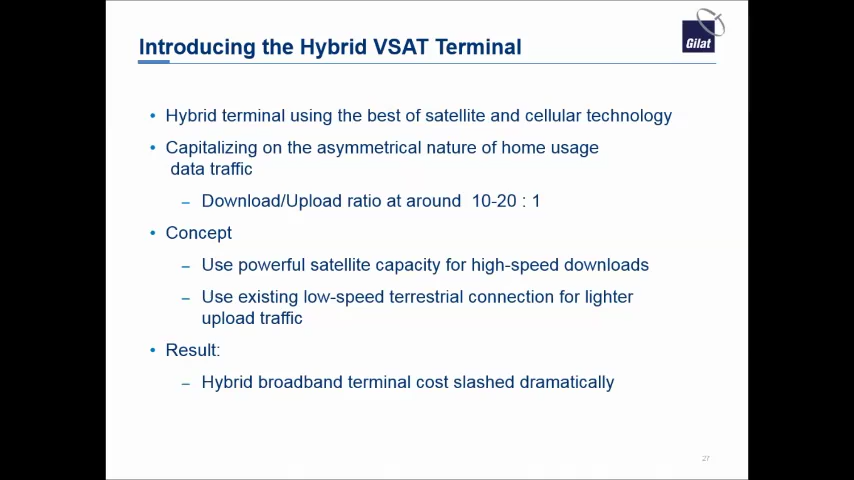 Introducing the Hybrid VSAT Terminal
Gilat
• Hybrid terminal using the best of satellite and cellular technology
• Capitalizing on the asymmetrical nature of home usage
data traffic
– Download/Upload ratio at around 10-20 : 1
• Concept
– Use powerful satellite capacity for high-speed downloads
– Use existing low-speed terrestrial connection for lighter
upload traffic
• Result:
– Hybrid broadband terminal cost slashed dramatically
27